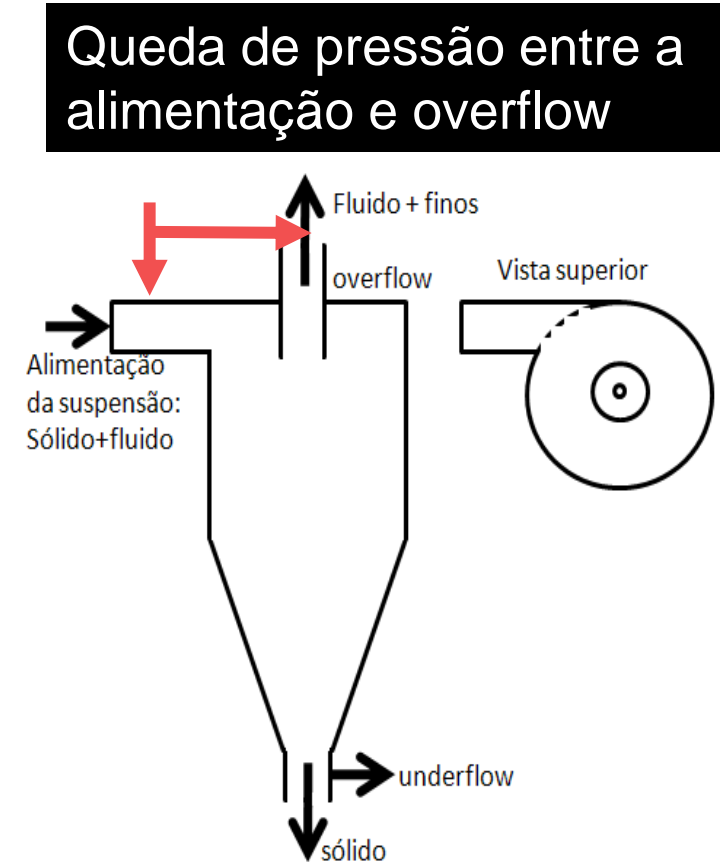 Queda de pressão entre a
alimentação e overflow
Fluido + finos
overflow
Vista superior
Alimentação
da suspensão:
Sólido+fluido
underflow
sólido